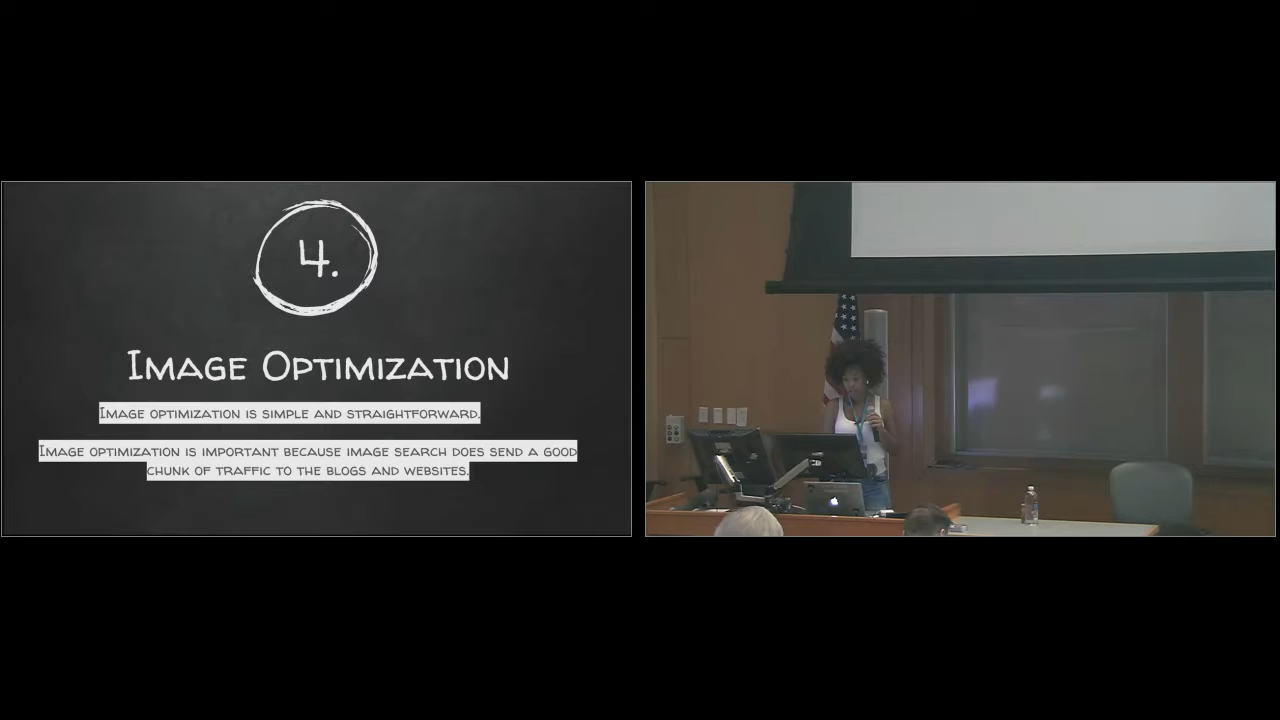 4.
Image Optimization
Image optimization is simple and straightforward.
Image optimization is important because image search does send a good
chunk of traffic to the blogs and websites.